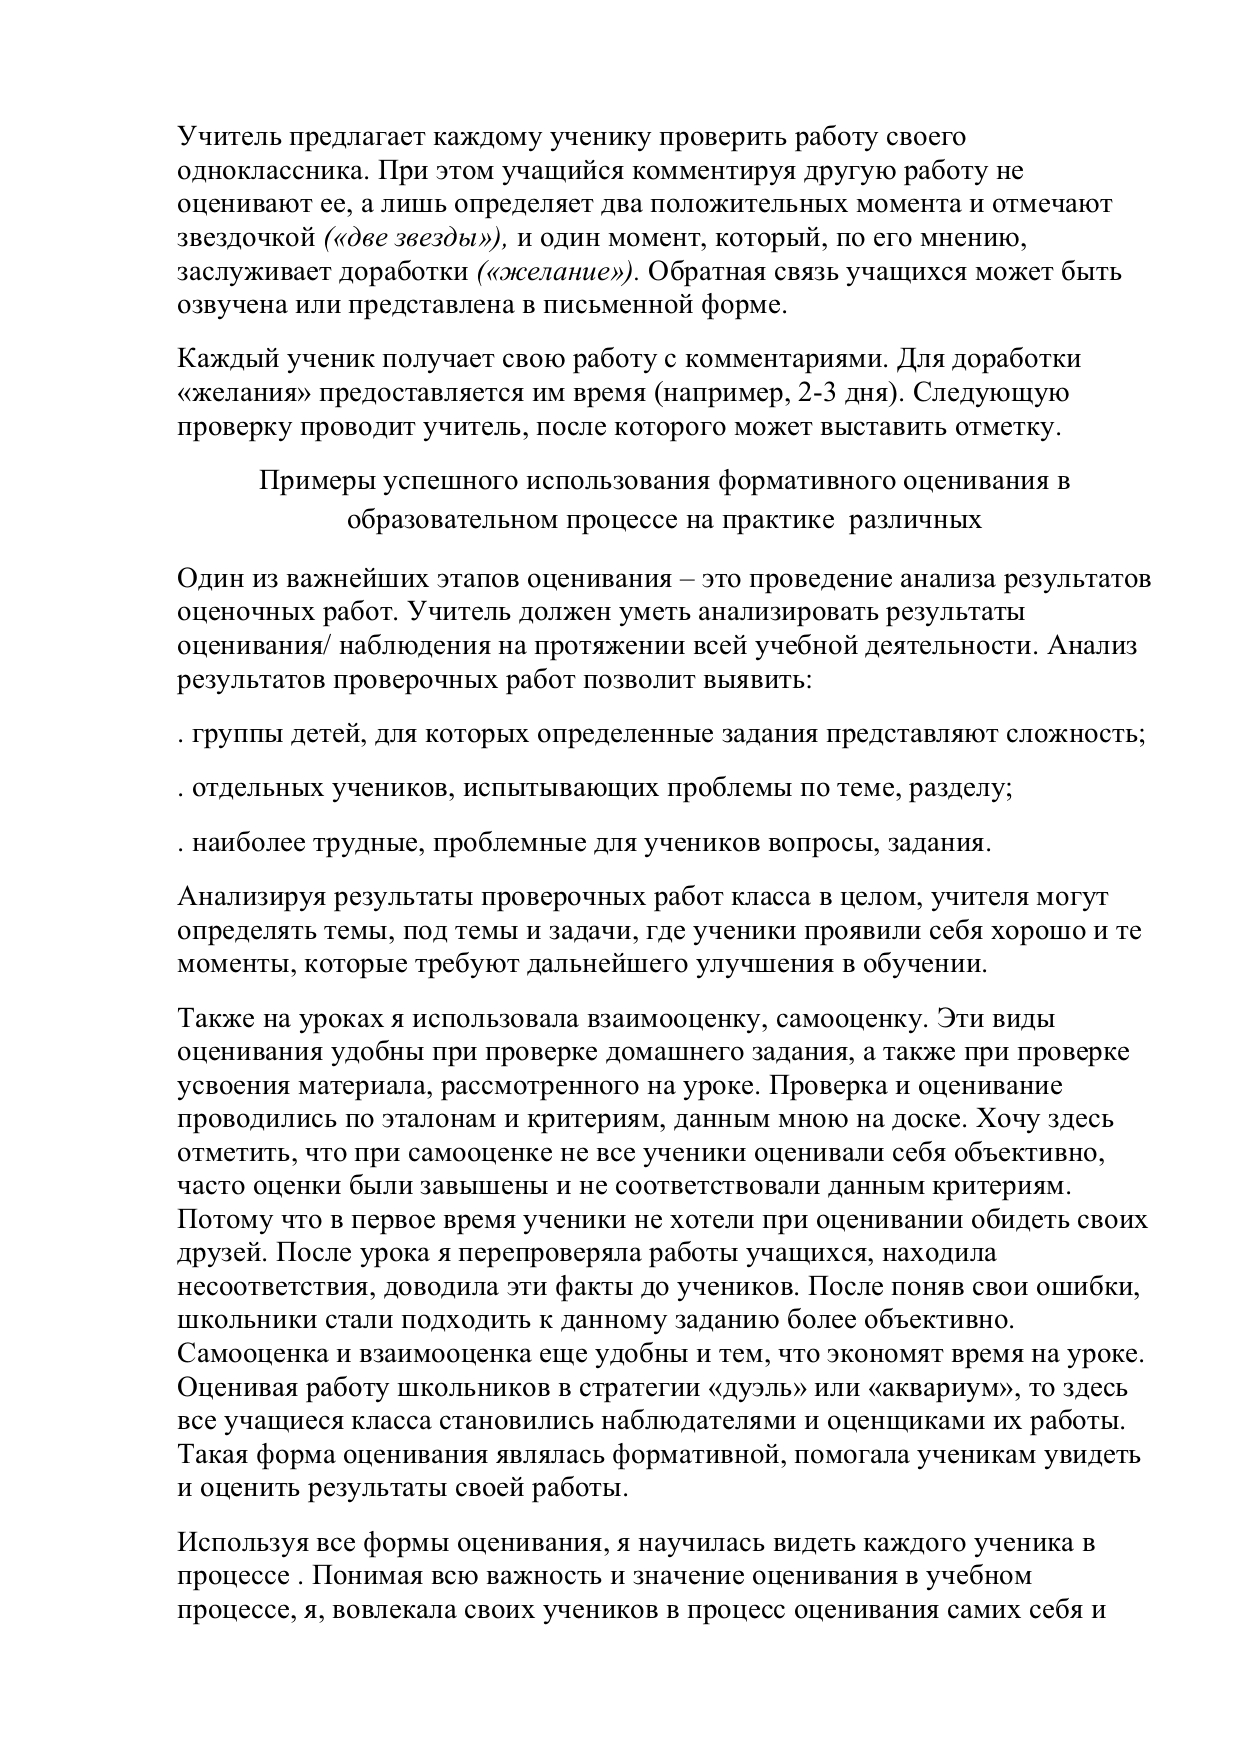 Учитель предлагает каждому ученику проверить работу своего
одноклассника. При этом учащийся комментируя другую работу не
оценивают ее, а лишь определяет два положительных момента и отмечают
звездочкой («две звезды»), и один момент, который, по его мнению,
заслуживает доработки («желание»). Обратная связь учащихся может быть
озвучена или представлена в письменной форме.
Каждый ученик получает свою работу с комментариями. Для доработки
«желания» предоставляется им время (например, 2-3 дня). Следующую
проверку проводит учитель, после которого может выставить отметку.
Примеры успешного использования формативного оценивания в
образовательном процессе на практике  различных
Один из важнейших этапов оценивания – это проведение анализа результатов
оценочных работ. Учитель должен уметь анализировать результаты
оценивания/ наблюдения на протяжении всей учебной деятельности. Анализ
результатов проверочных работ позволит выявить:
. группы детей, для которых определенные задания представляют сложность;
. отдельных учеников, испытывающих проблемы по теме, разделу;
. наиболее трудные, проблемные для учеников вопросы, задания.
Анализируя результаты проверочных работ класса в целом, учителя могут
определять темы, под темы и задачи, где ученики проявили себя хорошо и те
моменты, которые требуют дальнейшего улучшения в обучении.
Также на уроках я использовала взаимооценку, самооценку. Эти виды
оценивания удобны при проверке домашнего задания, а также при проверке
усвоения материала, рассмотренного на уроке. Проверка и оценивание
проводились по эталонам и критериям, данным мною на доске. Хочу здесь
отметить, что при самооценке не все ученики оценивали себя объективно,
часто оценки были завышены и не соответствовали данным критериям.
Потому что в первое время ученики не хотели при оценивании обидеть своих
друзей. После урока я перепроверяла работы учащихся, находила
несоответствия, доводила эти факты до учеников. После поняв свои ошибки,
школьники стали подходить к данному заданию более объективно.
Самооценка и взаимооценка еще удобны и тем, что экономят время на уроке.
Оценивая работу школьников в стратегии «дуэль» или «аквариум», то здесь
все учащиеся класса становились наблюдателями и оценщиками их работы.
Такая форма оценивания являлась формативной, помогала ученикам увидеть
и оценить результаты своей работы.
Используя все формы оценивания, я научилась видеть каждого ученика в
процессе . Понимая всю важность и значение оценивания в учебном
процессе, я, вовлекала своих учеников в процесс оценивания самих себя и